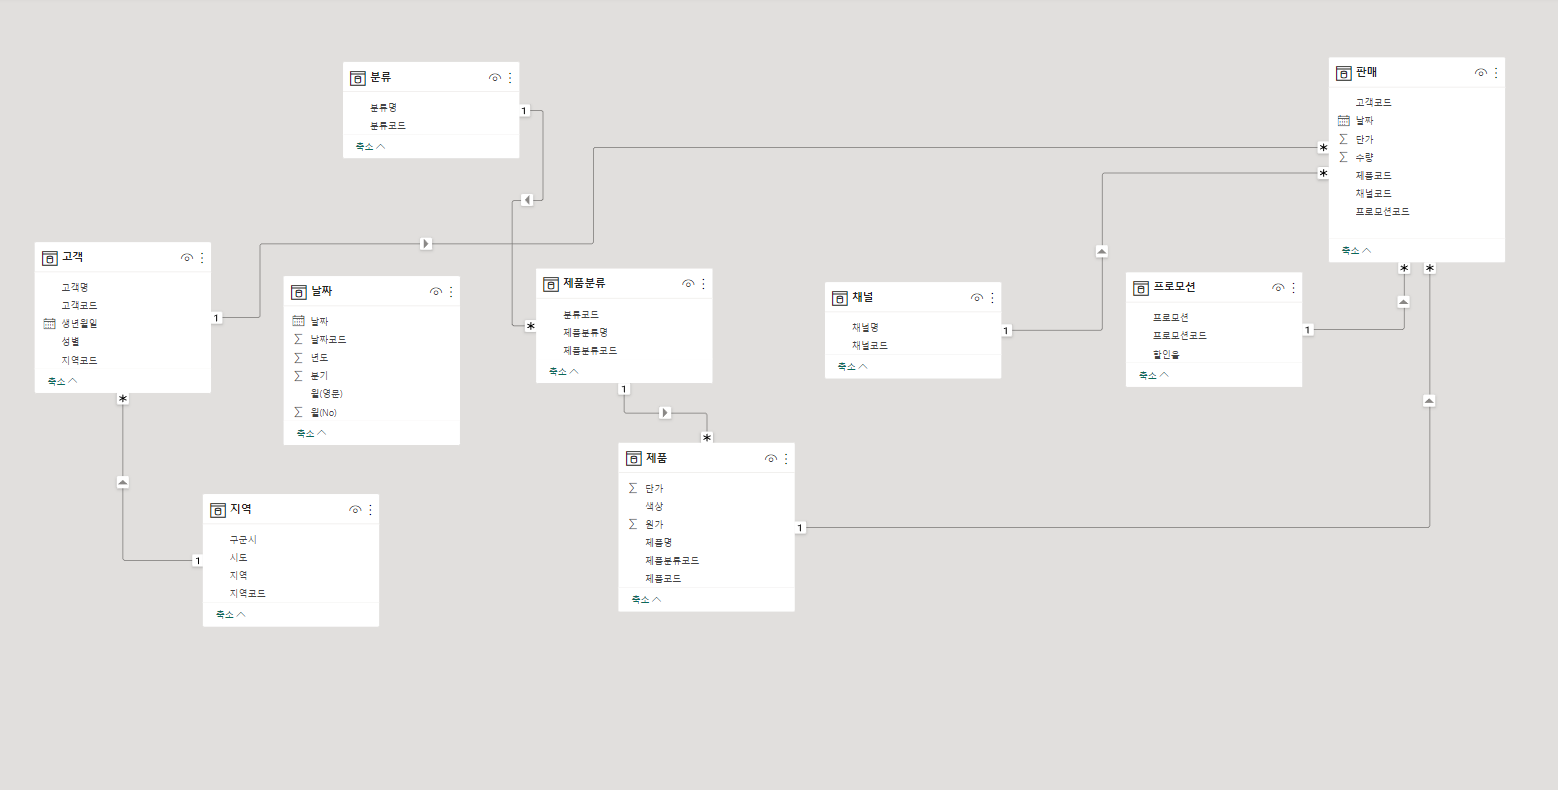 분류
분류명
분류코드
축소
1
판매
고객코드
날짜
단가
수량
제품코드
채널코드
프로모션코드
축소
*
*
*
*
고객
고객명
고객코드
생년월일
성별
지역코드
축소
1
*
날짜
날짜
날짜코드
년도
분기
월(영문)
월(No)
축소
제품분류
분류코드
제품분류명
제품분류코드
축소
*
1
채널
채널명
채널코드
축소
1
프로모션
프로모션
프로모션코드
할인율
축소
1
지역
구군시
시도
지역
지역코드
축소
1
제품
단가
색상
원가
제품명
제품분류코드
제품코드
축소
*
1